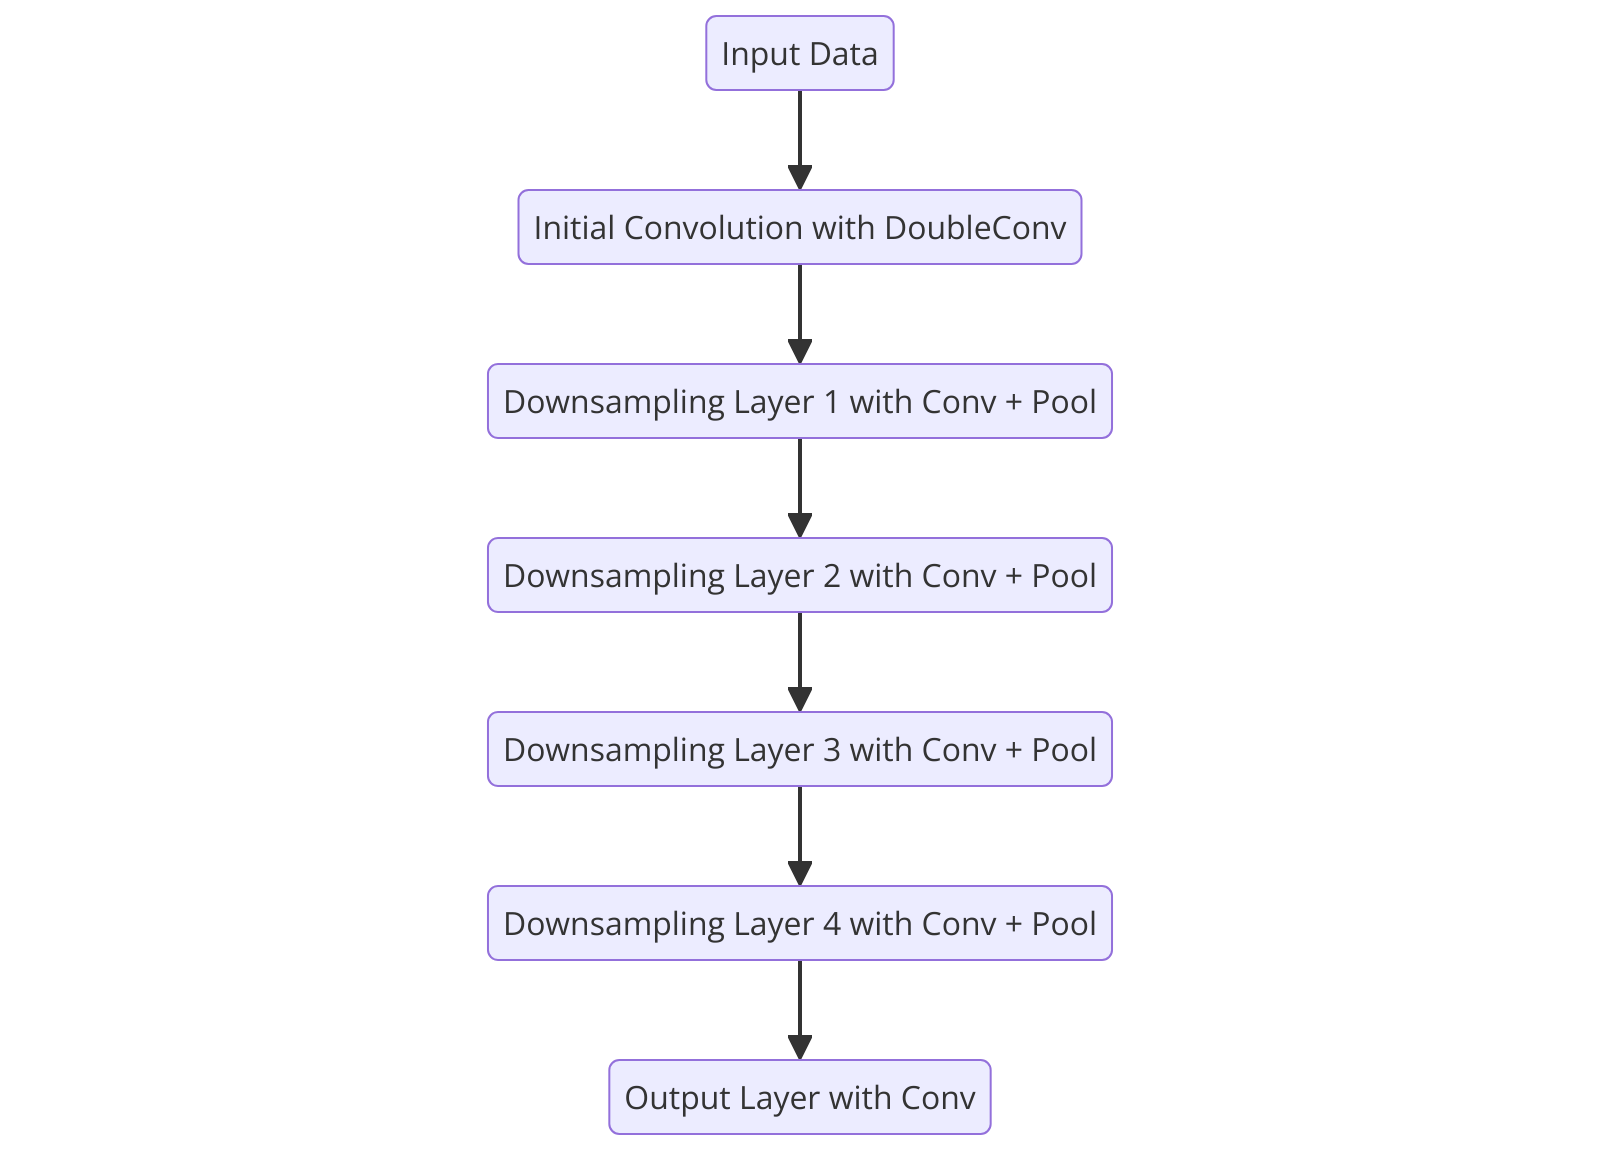 Input Data
Initial Convolution with DoubleConv
Downsampling Layer 1 with Conv + Pool
Downsampling Layer 2 with Conv + Pool
Downsampling Layer 3 with Conv + Pool
Downsampling Layer 4 with Conv + Pool
Output Layer with Conv